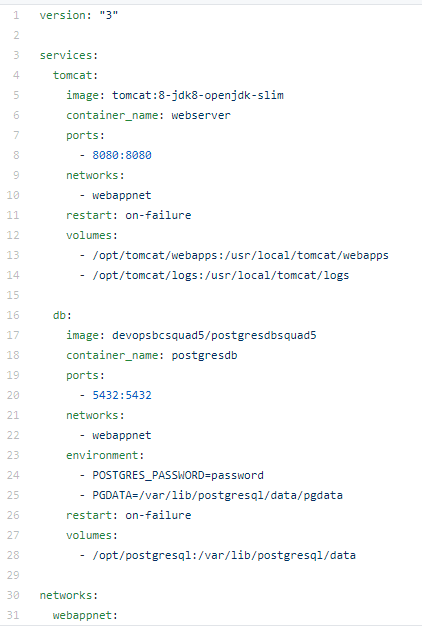 1 version: "3"
2
3 services:
4   tomcat:
5     image: tomcat:8-jdk8-openjdk-slim
6     container_name: webserver
7     ports:
8       - 8080:8080
9     networks:
10       - webappnet
11     restart: on-failure
12     volumes:
13       - /opt/tomcat/webapps:/usr/local/tomcat/webapps
14       - /opt/tomcat/logs:/usr/local/tomcat/logs
15
16   db:
17     image: devopsbcsquad5/postgresdbsquad5
18     container_name: postgresdb
19     ports:
20       - 5432:5432
21     networks:
22       - webappnet
23     environment:
24       - POSTGRES_PASSWORD=password
25       - PGDATA=/var/lib/postgresql/data/pgdata
26     restart: on-failure
27     volumes:
28       - /opt/postgresql:/var/lib/postgresql/data
29
30 networks:
31   webappnet: